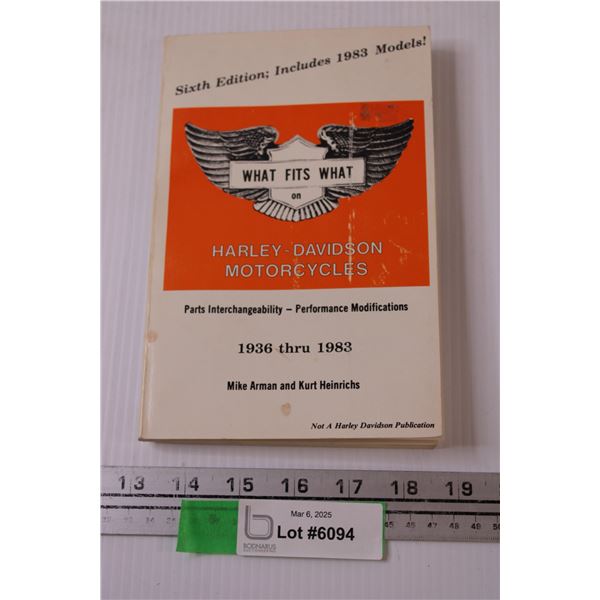 Sixth Edition; Includes 1983 Models!
WHAT FITS WHAT
on
HARLEY-DAVIDSON
MOTORCYCLES
Parts Interchangeability – Performance Modifications
1936 thru 1983
Mike Arman and Kurt Heinrichs
Not A Harley Davidson Publication
13 14 15 16 17 18 19
Mar 6, 2025
Lot #6094
BODNARUS
AUCTIONEERING